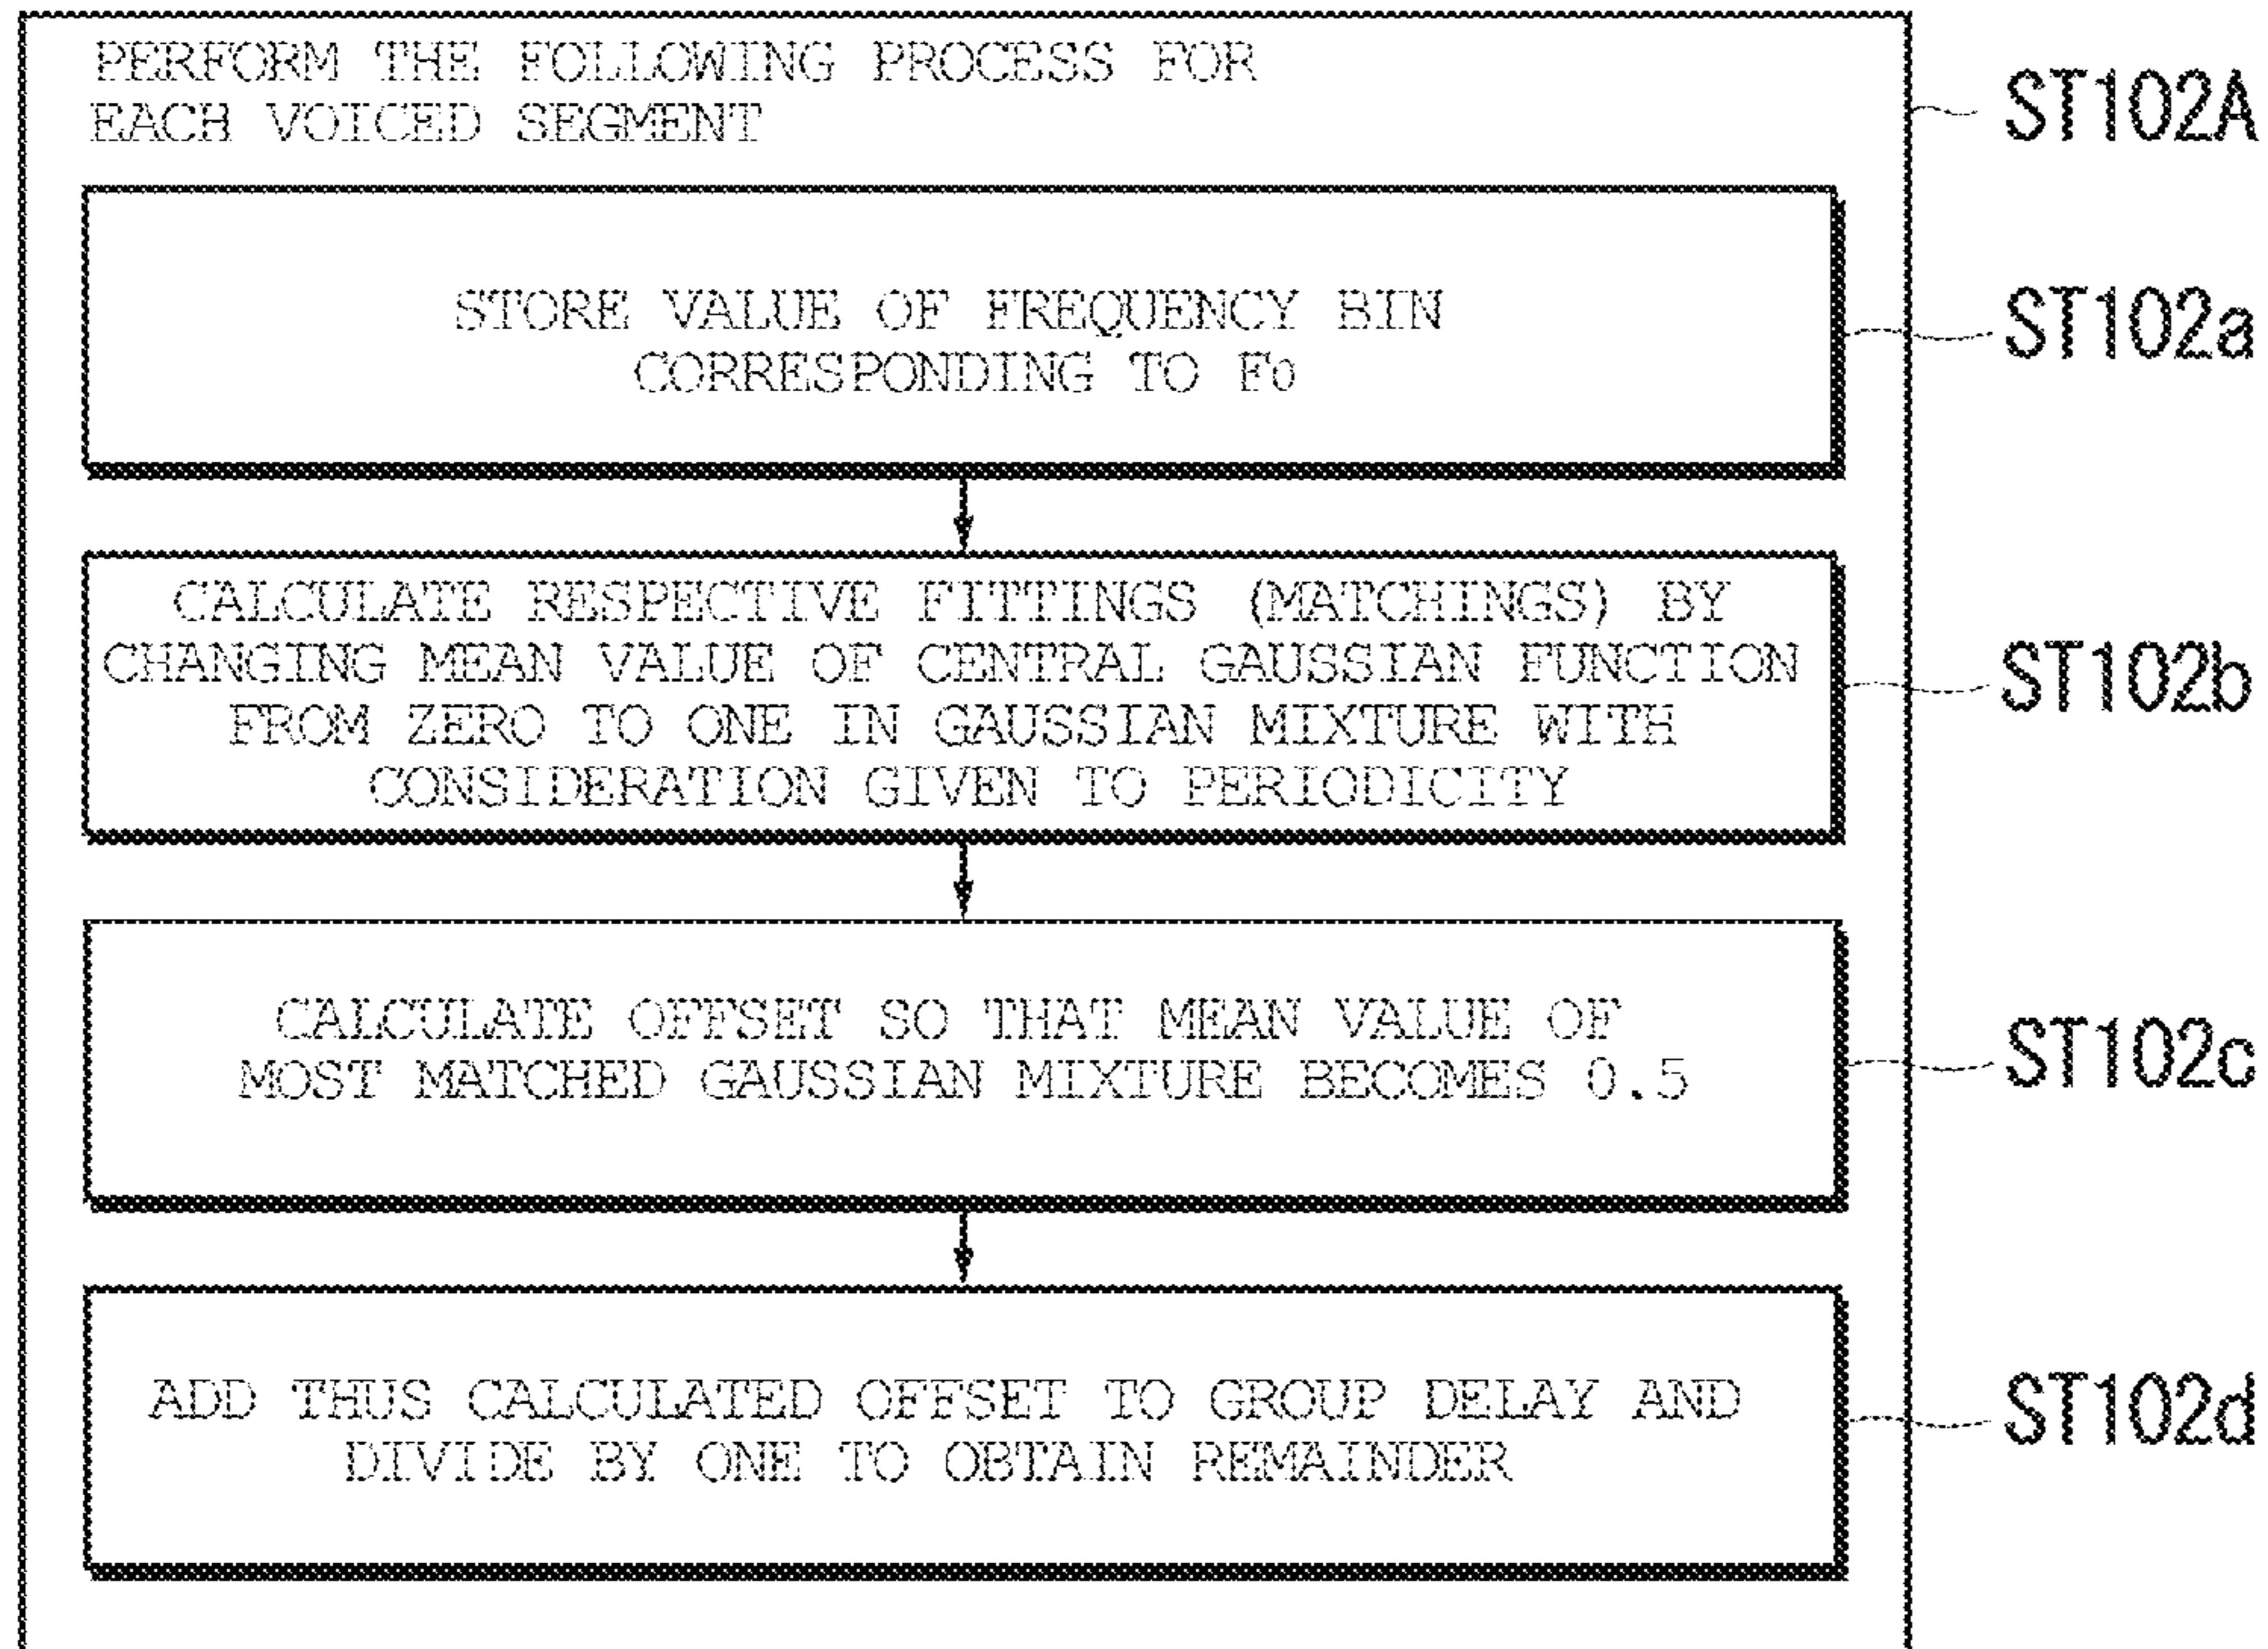 PERFORM THE FOLLOWING PROCESS FOR
EACH VOICED SEGMENT
ST102A
STORE VALUE OF FREQUENCY BIN
CORRESPONDING TO F0
ST102a
CALCULATE RESPECTIVE FITTINGS (MATCHINGS) BY
CHANGING MEAN VALUE OF CENTRAL GAUSSIAN FUNCTION
FROM ZERO TO ONE IN GAUSSIAN MIXTURE WITH
CONSIDERATION GIVEN TO PERIODICITY
ST102b
CALCULATE OFFSET SO THAT MEAN VALUE OF
MOST MATCHED GAUSSIAN MIXTURE BECOMES 0.5
ST102c
ADD THUS CALCULATED OFFSET TO GROUP DELAY AND
DIVIDE BY ONE TO OBTAIN REMAINDER
ST102d